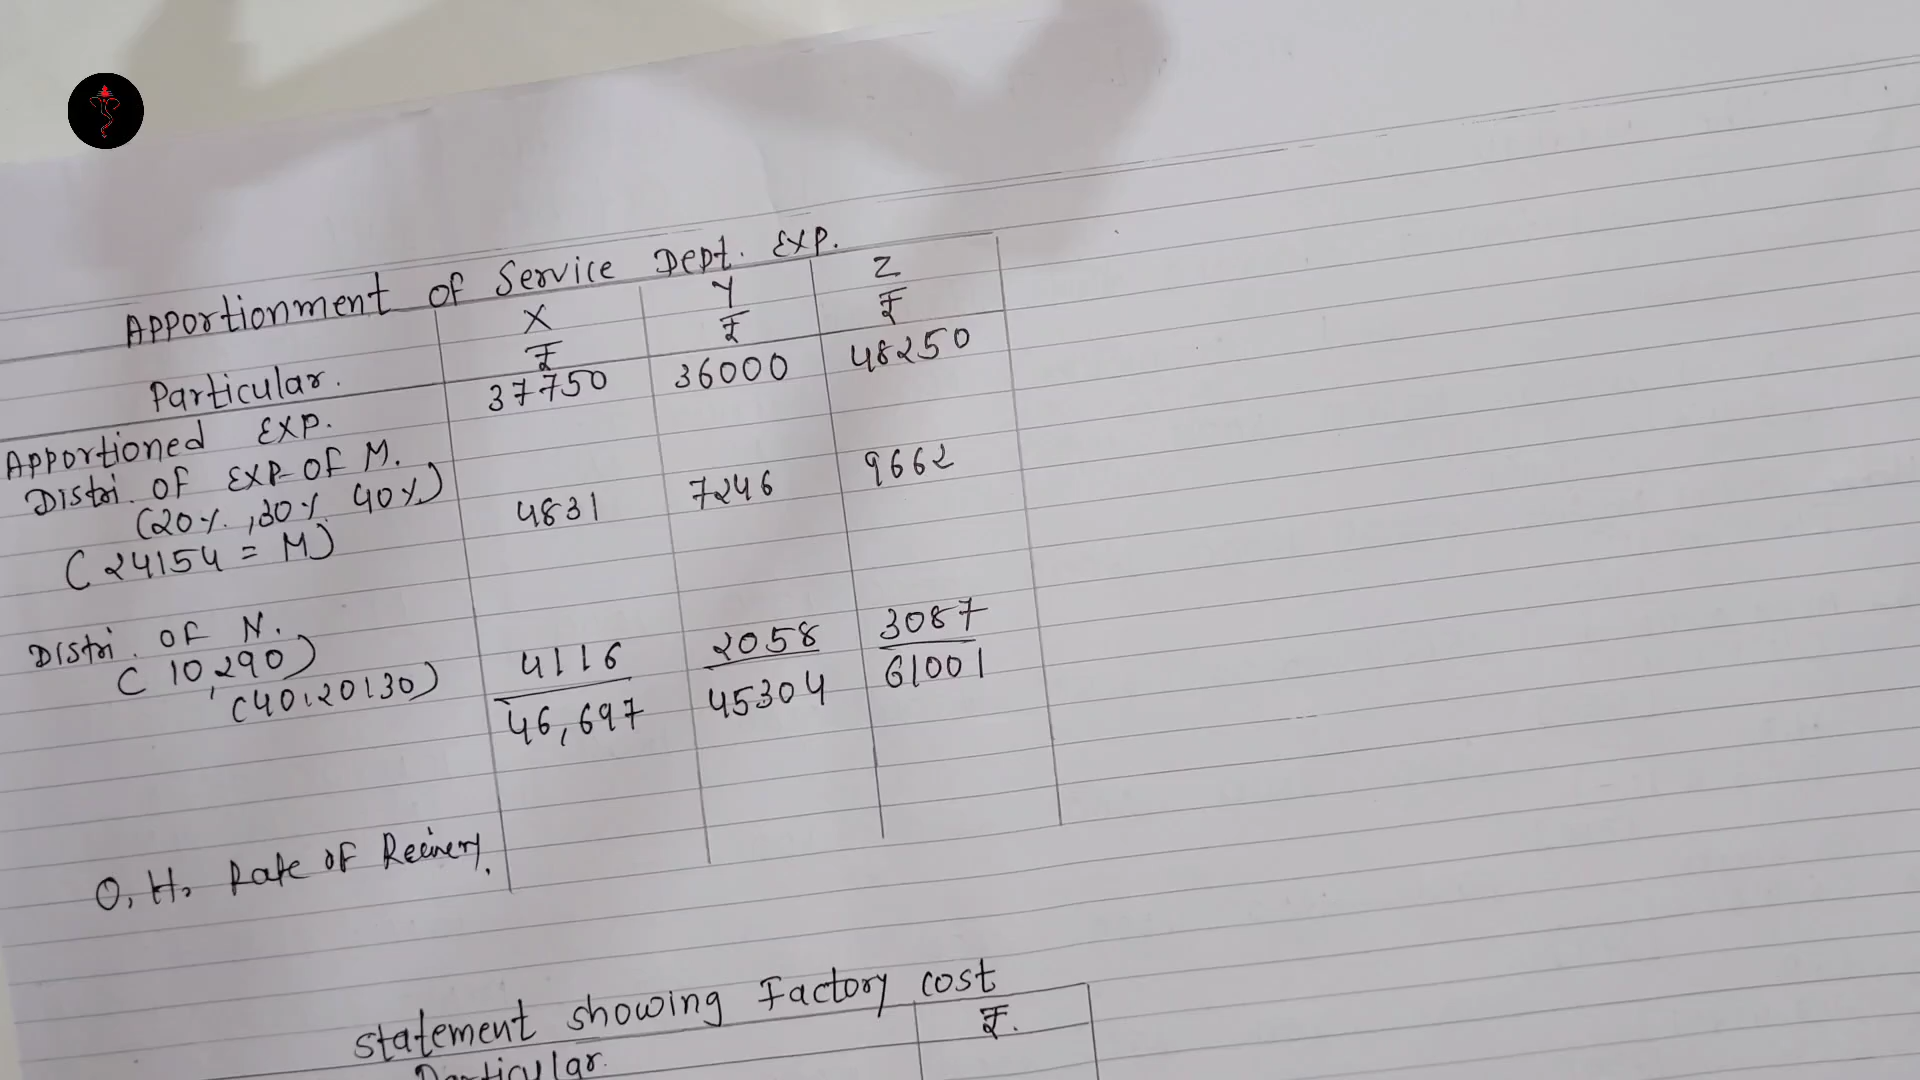 Apportionment of Service Dept. Exp.
Particular. X ₹ Y ₹ Z ₹
Apportioned Exp. 37750 36000 48250
Distri. of Exp of M.
(20%, 30% 40%) 4831 7246 9662
(24154 = M)
Distri. of N. 4116 2058 3087
(10,290)
(40,20,30) 46,697 45304 61001
O.H. Rate of
Statement showing Factory cost
Particular. ₹.